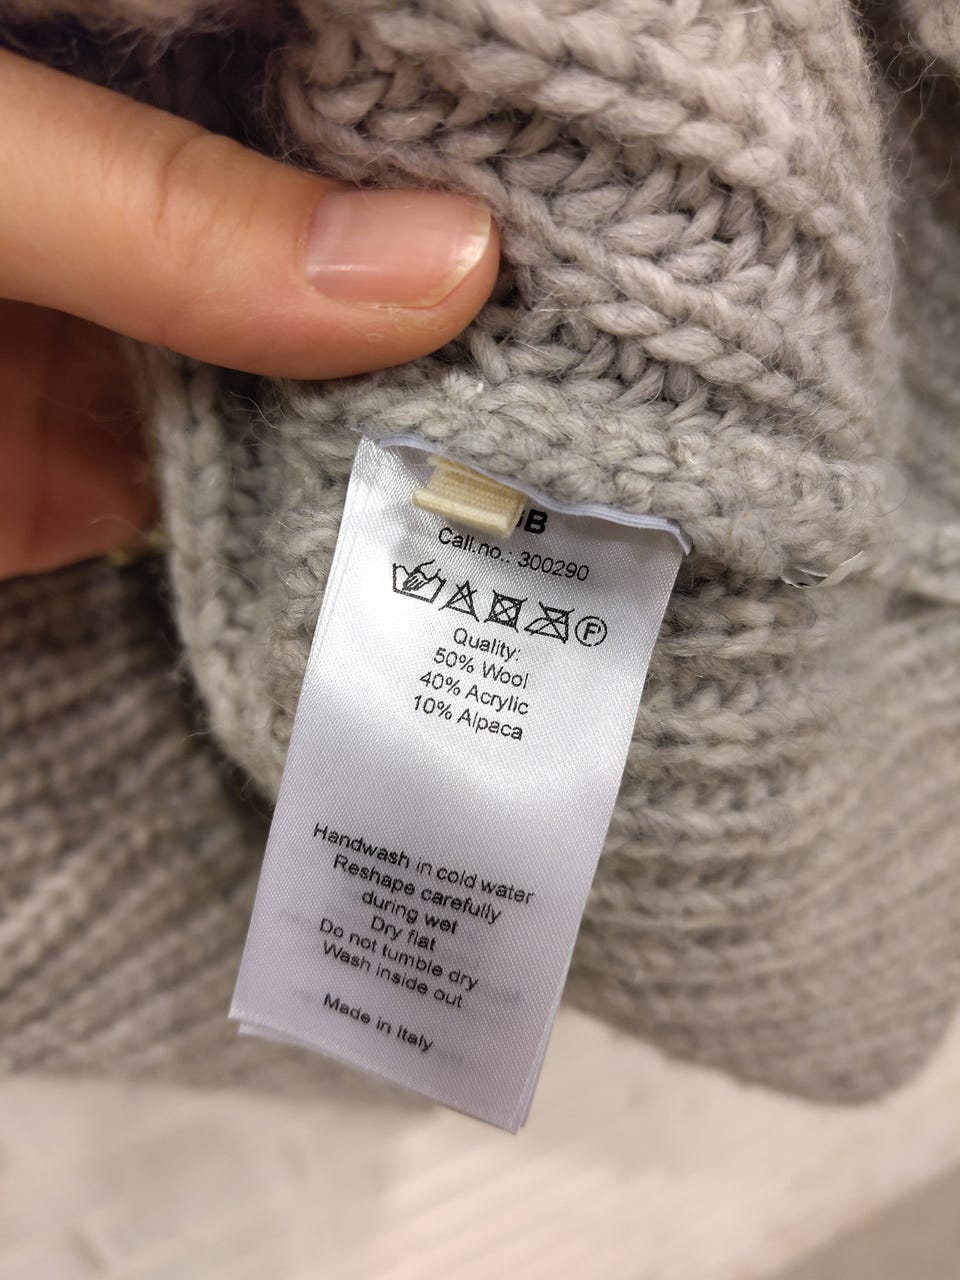 GB
Call.no.: 300290
F
Quality:
50% Wool
40% Acrylic
10% Alpaca
Handwash in cold water
Reshape carefully
during wet
Dry flat
Do not tumble dry
Wash inside out
Made in Italy